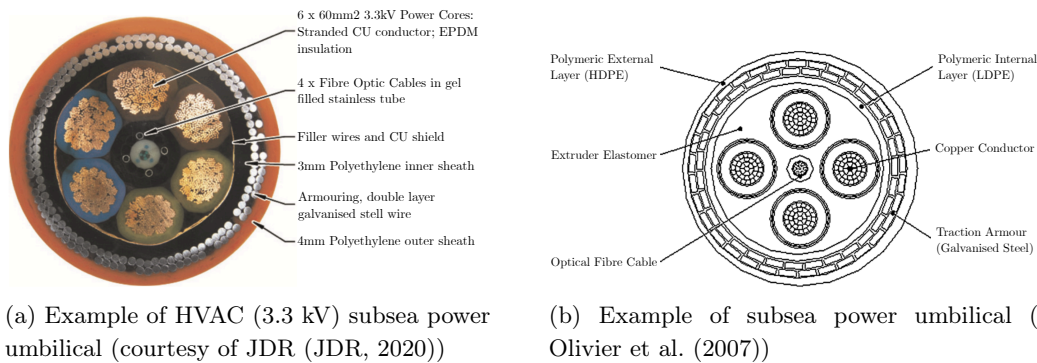 6 x 60mm2 3.3kV Power Cores:
Stranded CU conductor; EPDM
insulation
4 x Fibre Optic Cables in gel
filled stainless tube
Filler wires and CU shield
3mm Polyethylene inner sheath
Armouring, double layer
galvanised stell wire
4mm Polyethylene outer sheath
(a) Example of HVAC (3.3 kV) subsea power
umbilical (courtesy of JDR (JDR, 2020))
Polymeric External
Layer (HDPE)
Polymeric Internal
Layer (LDPE)
Extruder Elastomer
Copper Conductor
Traction Armour
(Galvanised Steel)
Optical Fibre Cable
(b) Example of subsea power umbilical (
Olivier et al. (2007))